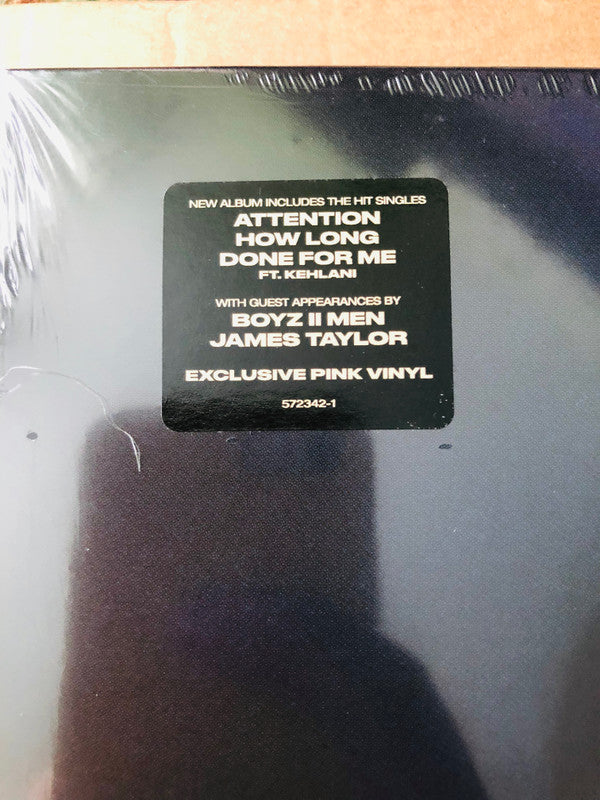 NEW ALBUM INCLUDES THE HIT SINGLES
ATTENTION
HOW LONG
DONE FOR ME
FT. KEHLANI
WITH GUEST APPEARANCES BY
BOYZ II MEN
JAMES TAYLOR
EXCLUSIVE PINK VINYL
572342-1